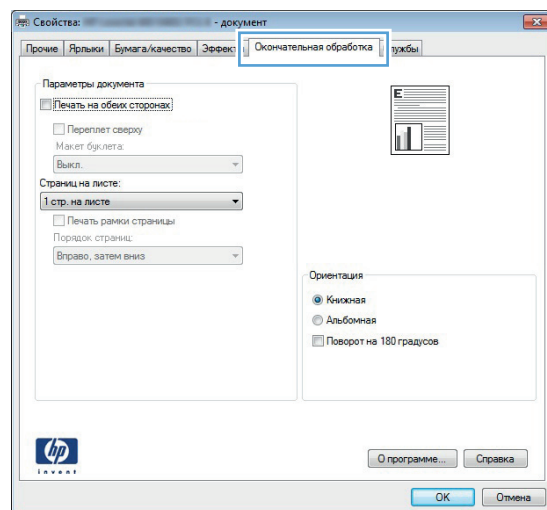 Свойства: - документ
Прочие Ярлыки Бумага/качество Эффект Окончательная обработка ужбы
Параметры документа
Печать на обеих сторонах
Переплет сверху
Макет буклета:
Выкл.
Страниц на листе:
1 стр. на листе
Печать рамки страницы
Порядок страниц:
Вправо, затем вниз
E
Ориентация
Книжная
Альбомная
Поворот на 180 градусов
hp
invent
О программе... Справка
OK Отмена